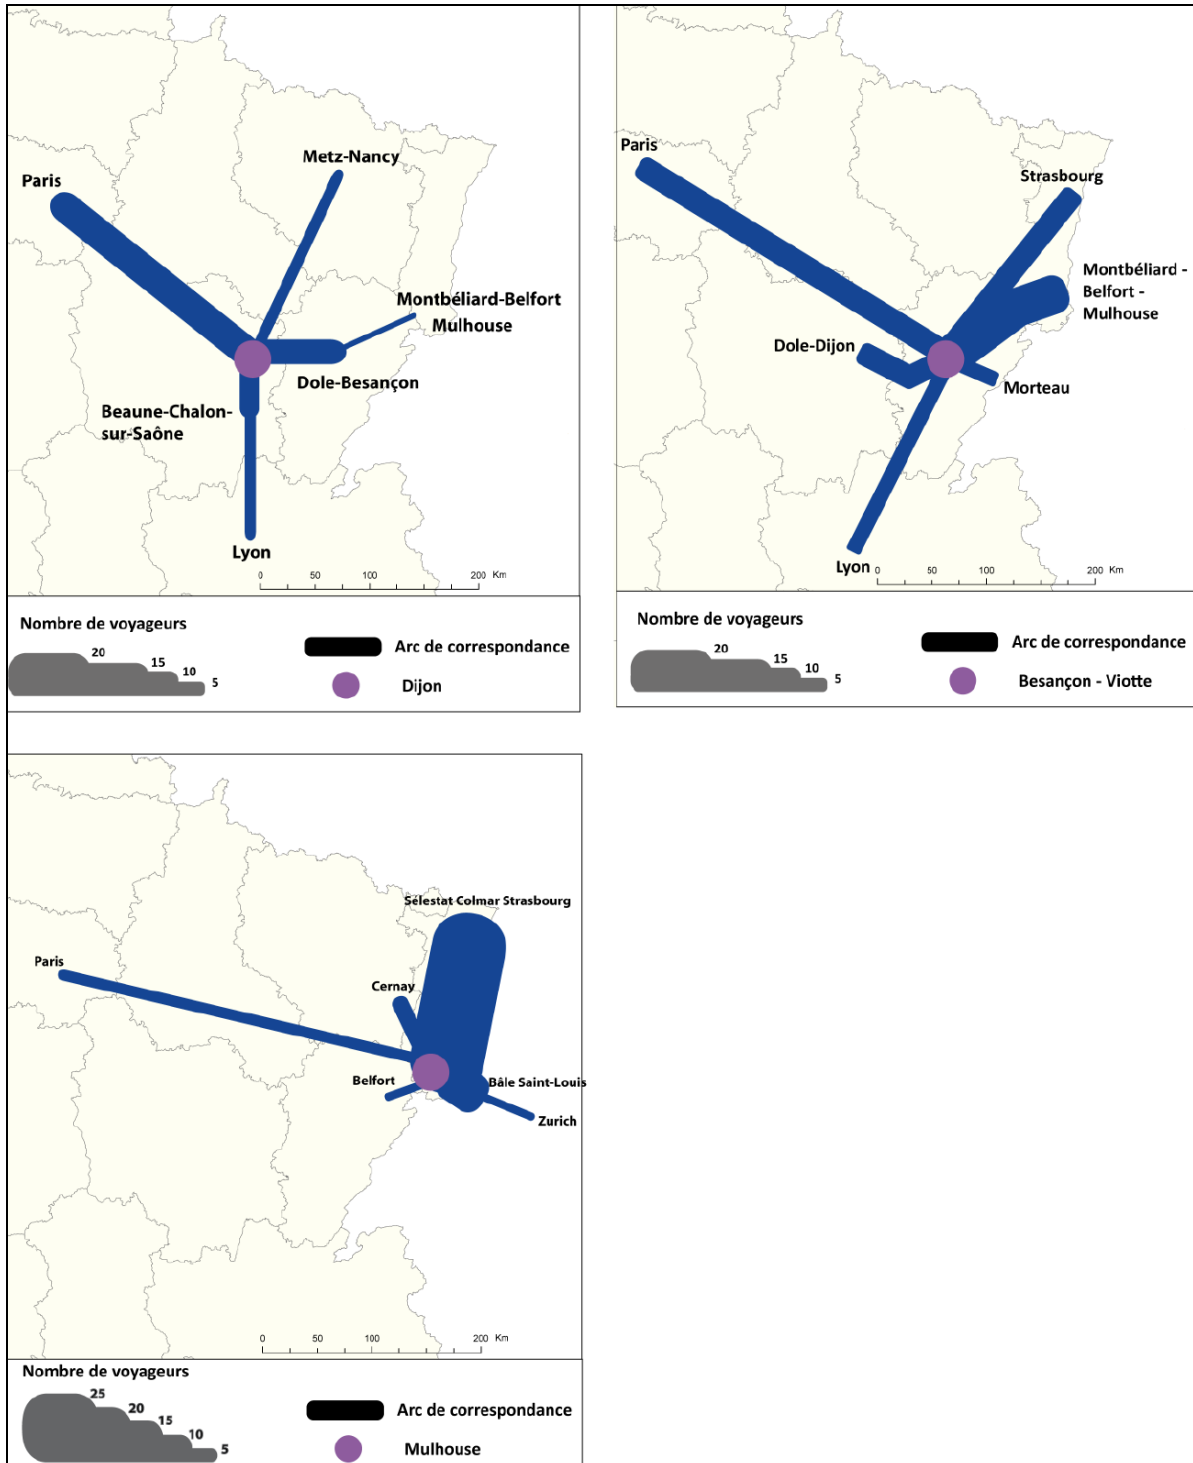 Metz-Nancy
Paris
Montbéliard-Belfort
Mulhouse
Dole-Besançon
Beaune-Chalon-
sur-Saône
Lyon
0 50 100 200 Km
Nombre de voyageurs
20
15
10
5
Arc de correspondance
Dijon
Paris
Strasbourg
Montbéliard -
Belfort -
Mulhouse
Dole-Dijon
Morteau
Lyon
0 50 100 200 Km
Nombre de voyageurs
20
15
10
5
Arc de correspondance
Besançon - Viotte
Sélestat Colmar Strasbourg
Paris
Cernay
Belfort
Bâle Saint-Louis
Zurich
0 50 100 200 Km
Nombre de voyageurs
25
20
15
10
5
Arc de correspondance
Mulhouse